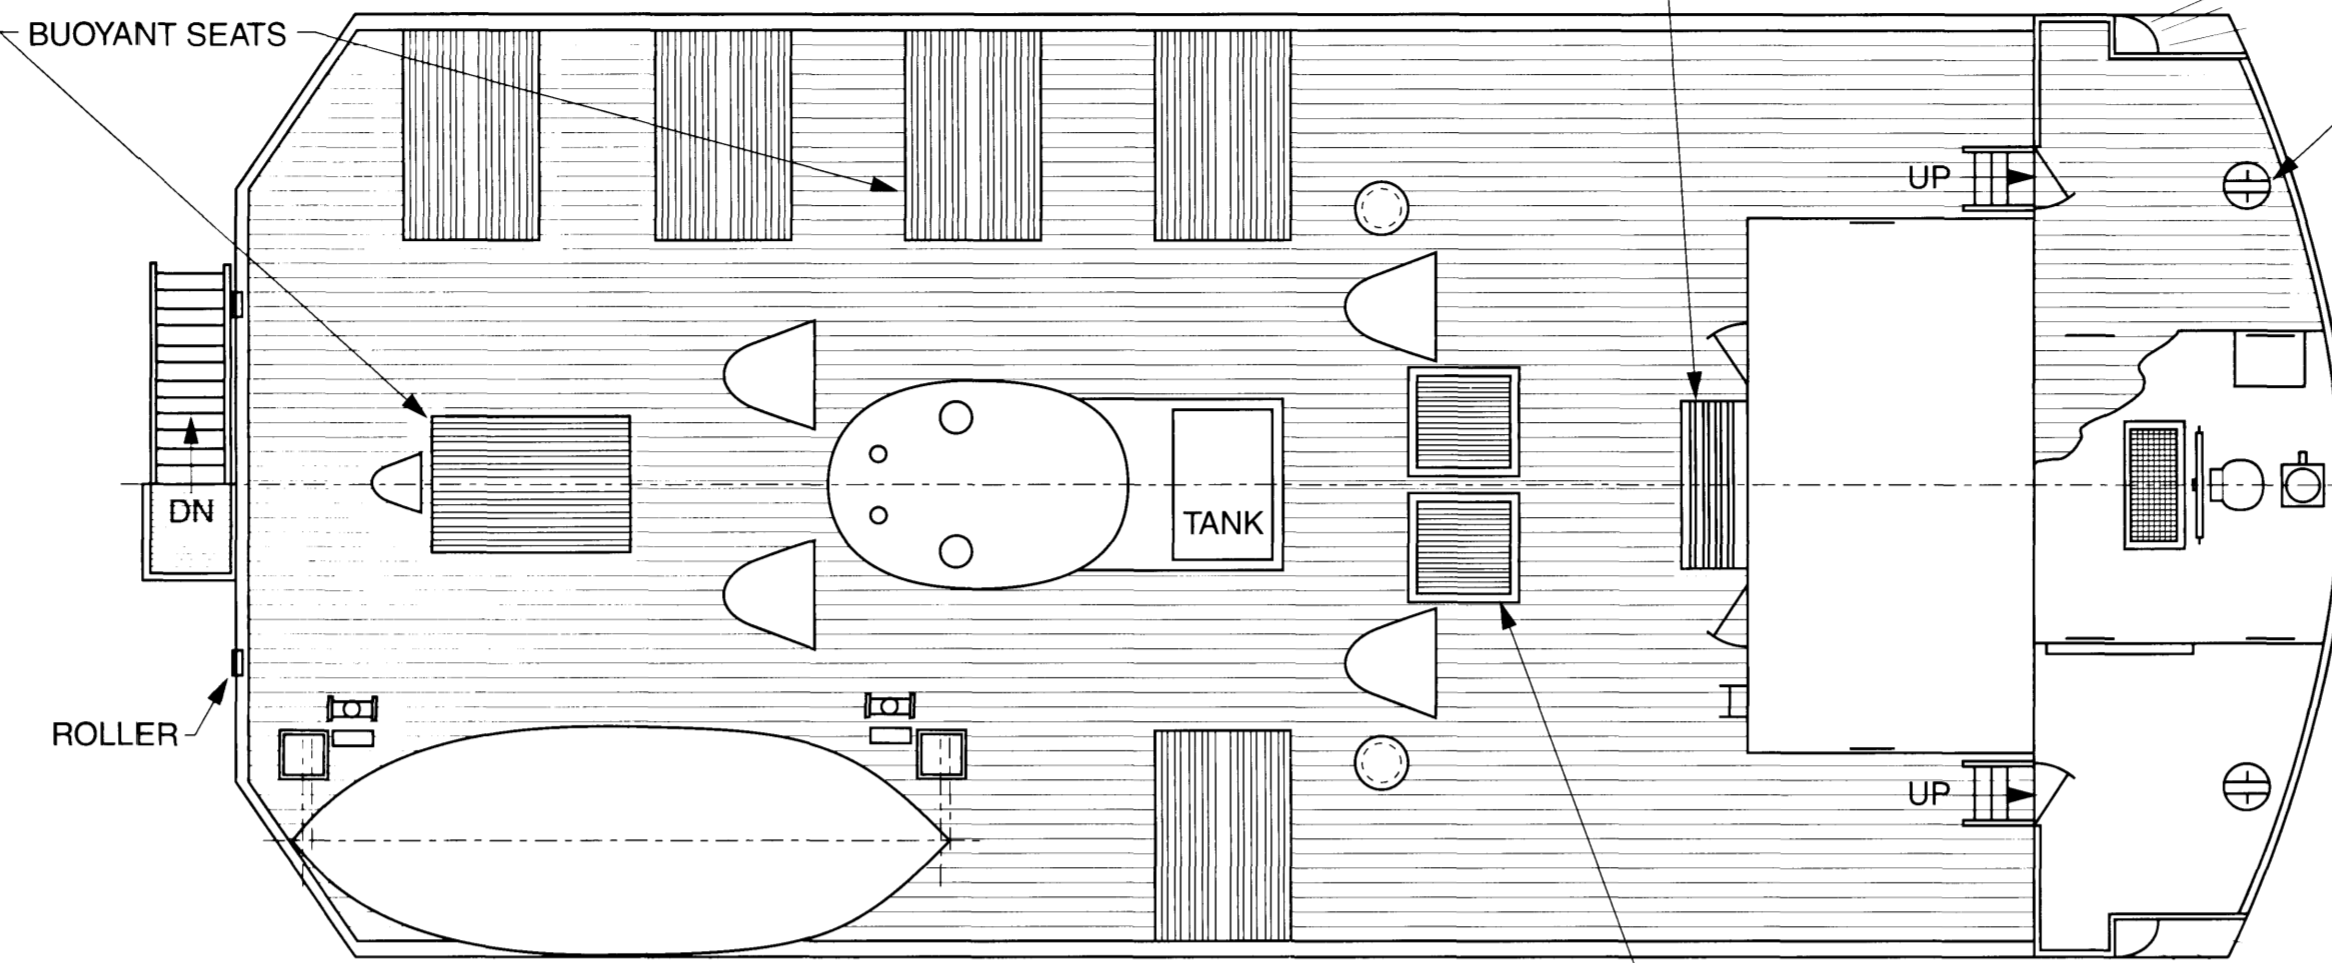 BUOYANT SEATS
UP
DN
TANK
ROLLER
UP